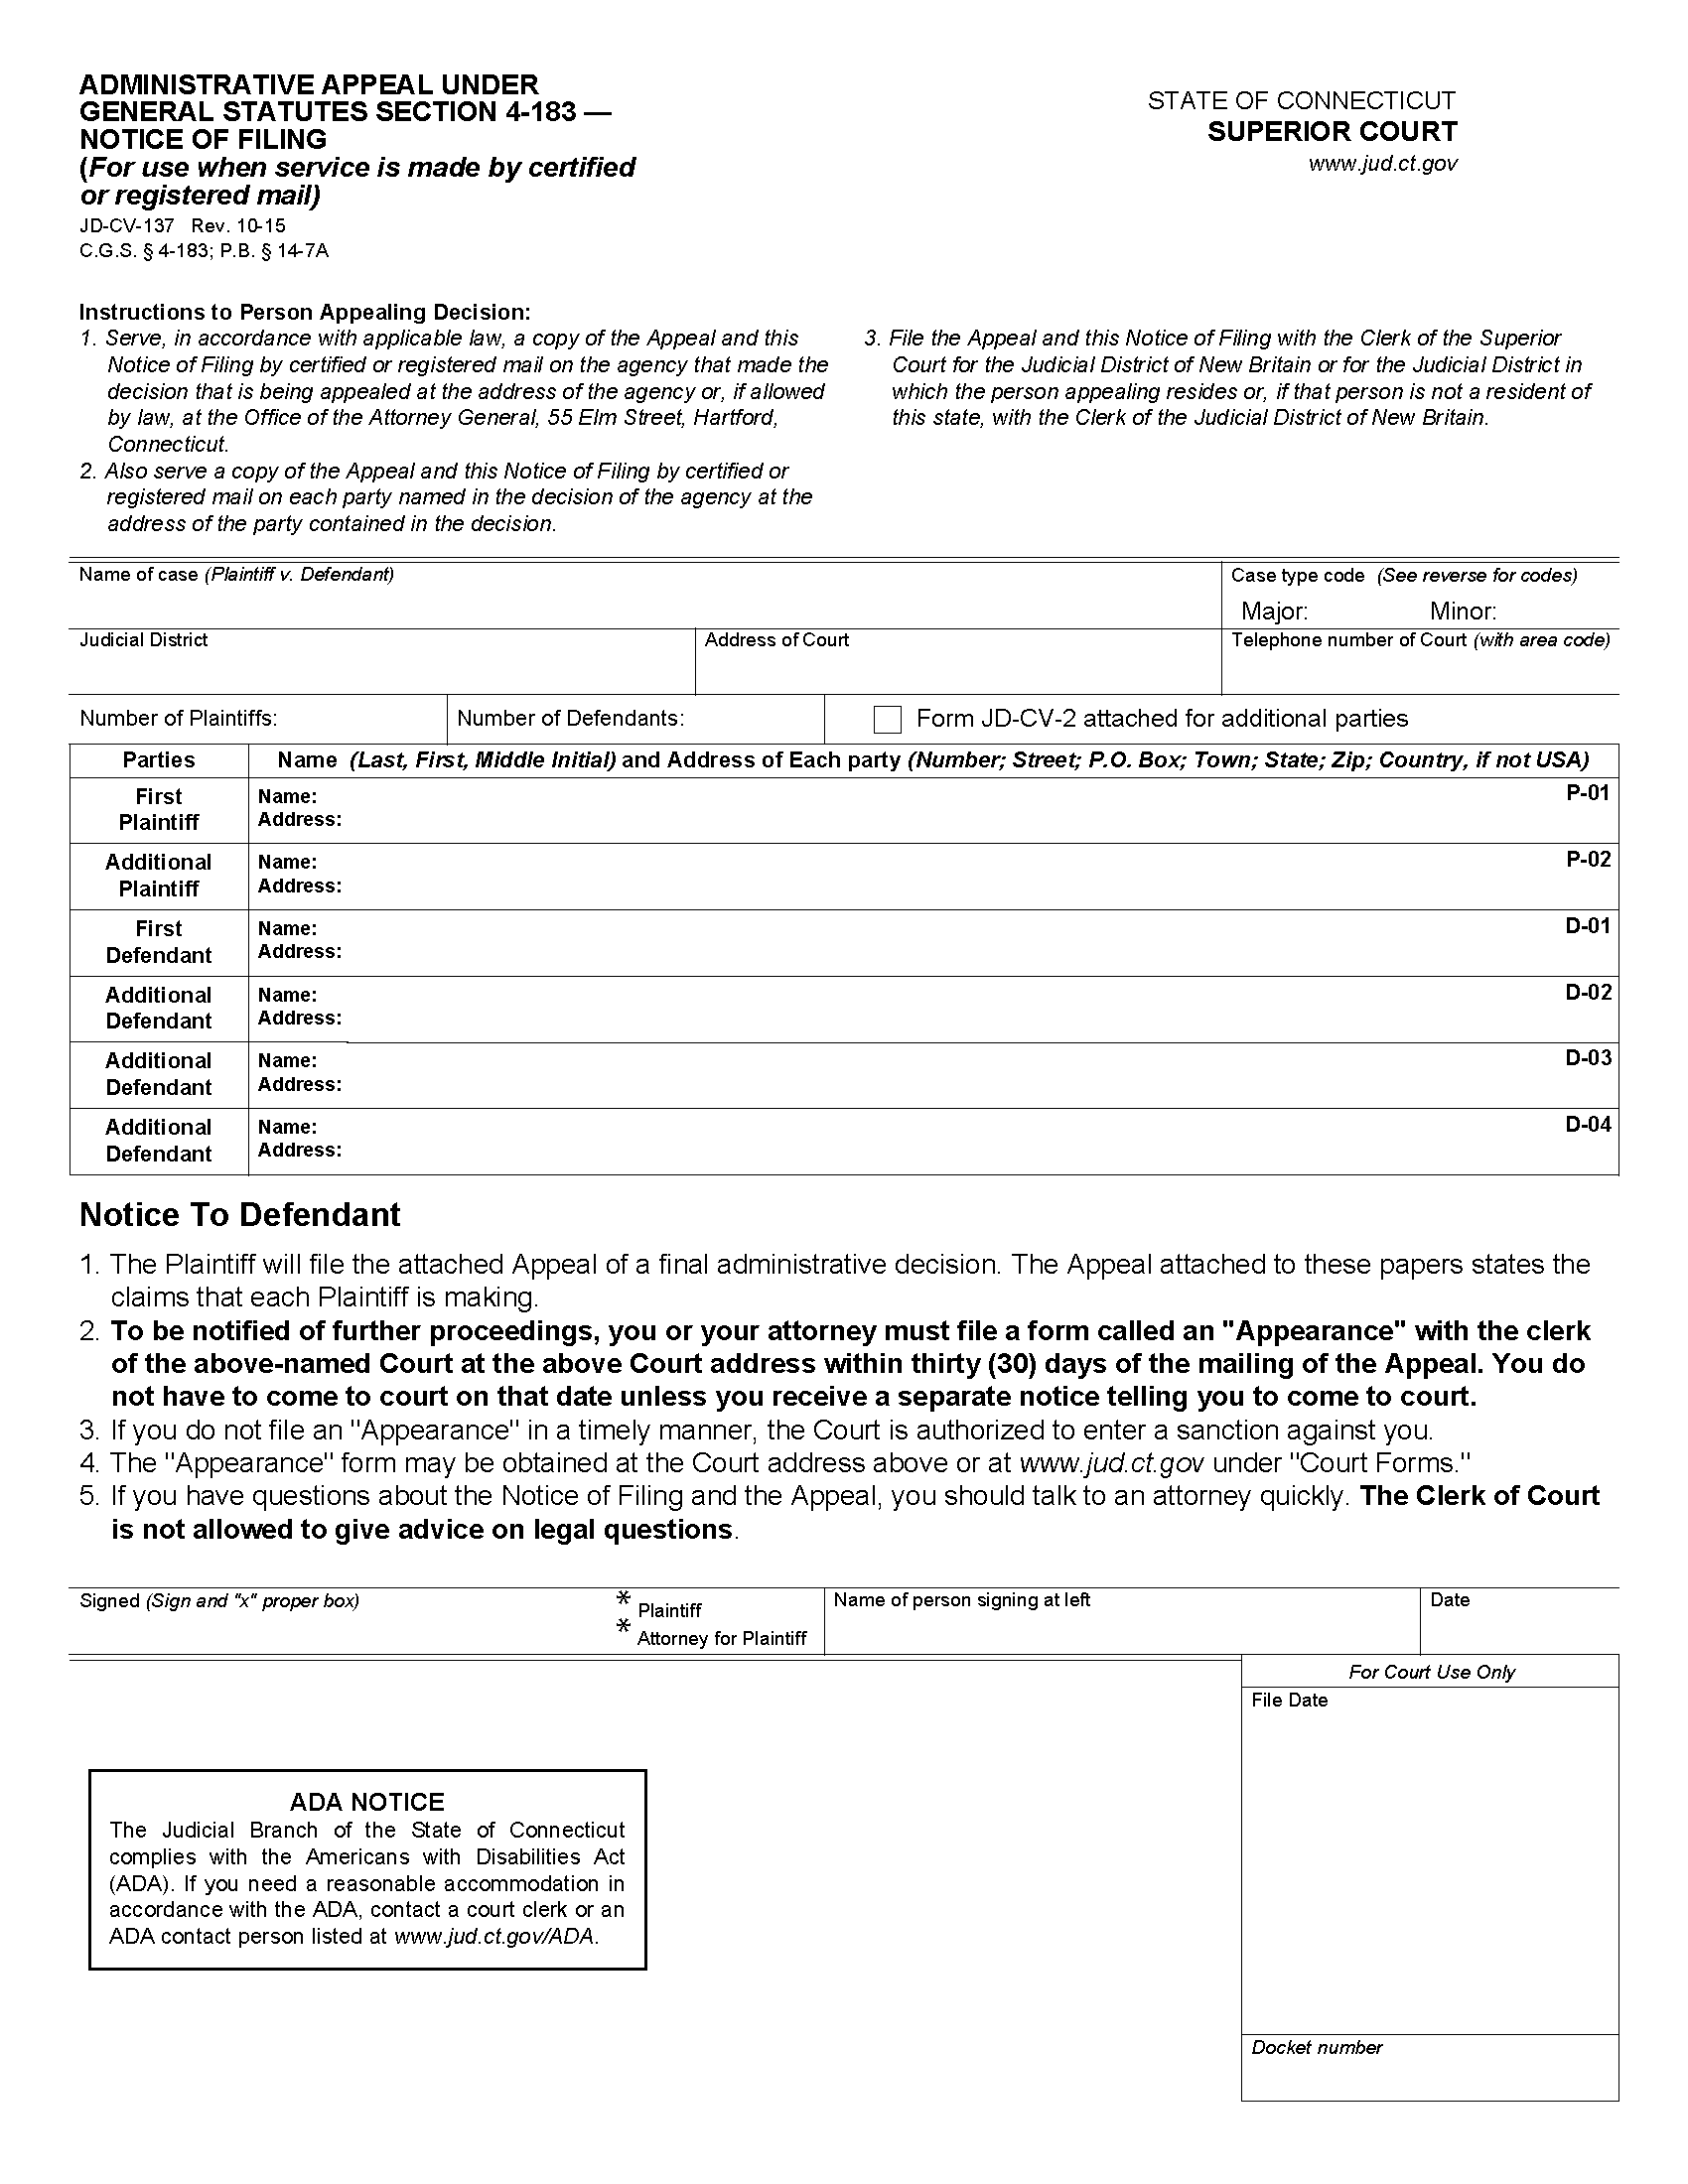 ADMINISTRATIVE APPEAL UNDER
GENERAL STATUTES SECTION 4-183 —
NOTICE OF FILING
(For use when service is made by certified
or registered mail)
JD-CV-137 Rev. 10-15
C.G.S. § 4-183; P.B. § 14-7A
STATE OF CONNECTICUT
SUPERIOR COURT
www.jud.ct.gov
Instructions to Person Appealing Decision:
1. Serve, in accordance with applicable law, a copy of the Appeal and this
Notice of Filing by certified or registered mail on the agency that made the
decision that is being appealed at the address of the agency or, if allowed
by law, at the Office of the Attorney General, 55 Elm Street, Hartford,
Connecticut.
2. Also serve a copy of the Appeal and this Notice of Filing by certified or
registered mail on each party named in the decision of the agency at the
address of the party contained in the decision.
3. File the Appeal and this Notice of Filing with the Clerk of the Superior
Court for the Judicial District of New Britain or for the Judicial District in
which the person appealing resides or, if that person is not a resident of
this state, with the Clerk of the Judicial District of New Britain.
Name of case (Plaintiff v. Defendant)
Case type code (See reverse for codes)
Major: Minor:
Judicial District
Address of Court
Telephone number of Court (with area code)
Number of Plaintiffs:
Number of Defendants:
Form JD-CV-2 attached for additional parties
Parties
Name (Last, First, Middle Initial) and Address of Each party (Number; Street; P.O. Box; Town; State; Zip; Country, if not USA)
First
Plaintiff
Name:
Address:
P-01
Additional
Plaintiff
Name:
Address:
P-02
First
Defendant
Name:
Address:
D-01
Additional
Defendant
Name:
Address:
D-02
Additional
Defendant
Name:
Address:
D-03
Additional
Defendant
Name:
Address:
D-04
Notice To Defendant
1. The Plaintiff will file the attached Appeal of a final administrative decision. The Appeal attached to these papers states the
claims that each Plaintiff is making.
2. To be notified of further proceedings, you or your attorney must file a form called an "Appearance" with the clerk
of the above-named Court at the above Court address within thirty (30) days of the mailing of the Appeal. You do
not have to come to court on that date unless you receive a separate notice telling you to come to court.
3. If you do not file an "Appearance" in a timely manner, the Court is authorized to enter a sanction against you.
4. The "Appearance" form may be obtained at the Court address above or at www.jud.ct.gov under "Court Forms."
5. If you have questions about the Notice of Filing and the Appeal, you should talk to an attorney quickly. The Clerk of Court
is not allowed to give advice on legal questions.
Signed (Sign and "x" proper box)
* Plaintiff
* Attorney for Plaintiff
Name of person signing at left
Date
For Court Use Only
File Date
Docket number
ADA NOTICE
The Judicial Branch of the State of Connecticut
complies with the Americans with Disabilities Act
(ADA). If you need a reasonable accommodation in
accordance with the ADA, contact a court clerk or an
ADA contact person listed at www.jud.ct.gov/ADA.